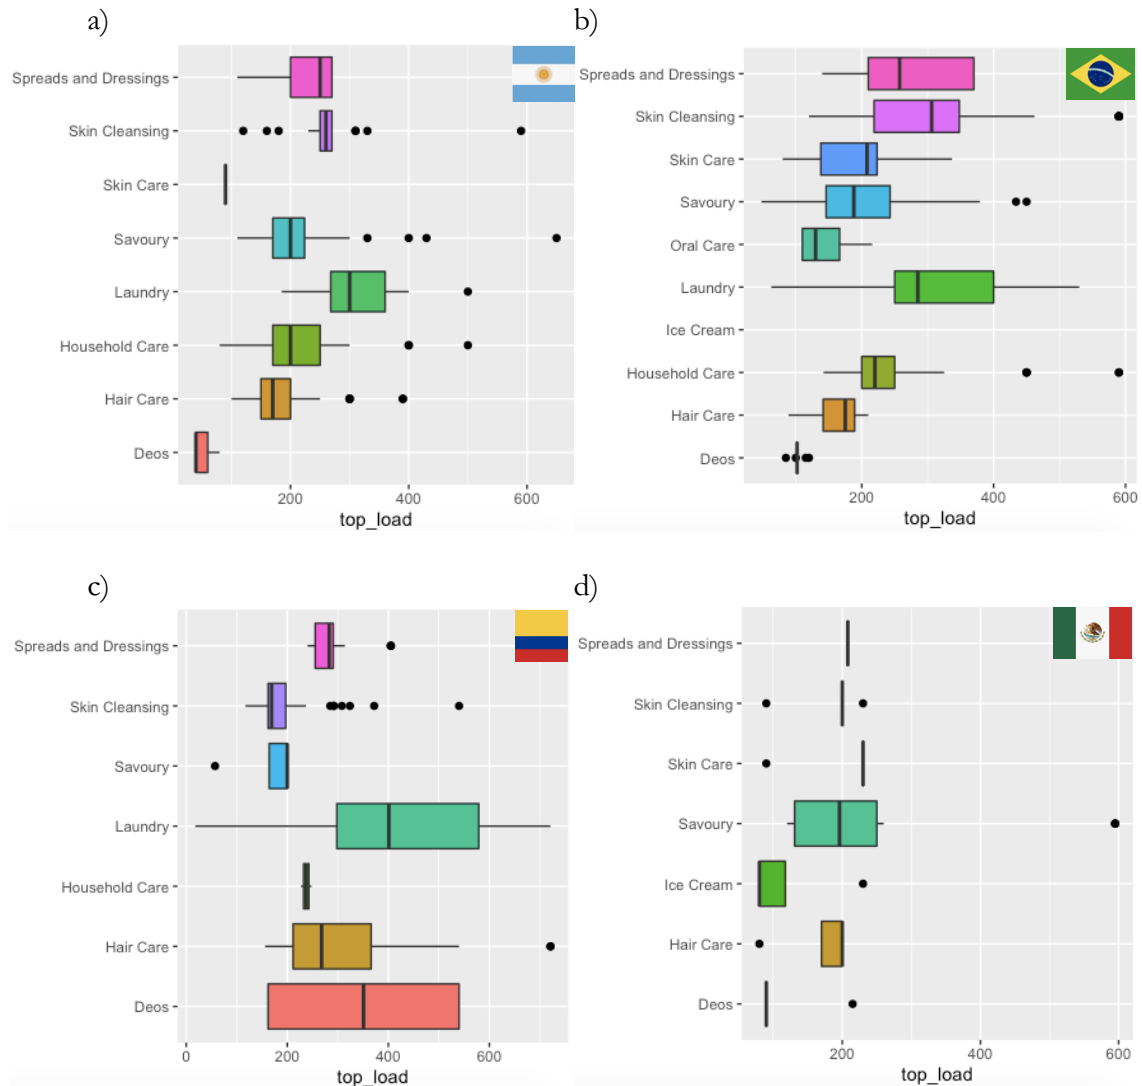 a)
Spreads and Dressings
Skin Cleansing
Skin Care
Savoury
Laundry
Household Care
Hair Care
Deos
200
400
600
top_load
b)
Spreads and Dressings
Skin Cleansing
Skin Care
Savoury
Oral Care
Laundry
Ice Cream
Household Care
Hair Care
Deos
200
400
600
top_load
c)
Spreads and Dressings
Skin Cleansing
Savoury
Laundry
Household Care
Hair Care
Deos
0
200
400
600
top_load
d)
Spreads and Dressings
Skin Cleansing
Skin Care
Savoury
Ice Cream
Hair Care
Deos
200
400
600
top_load